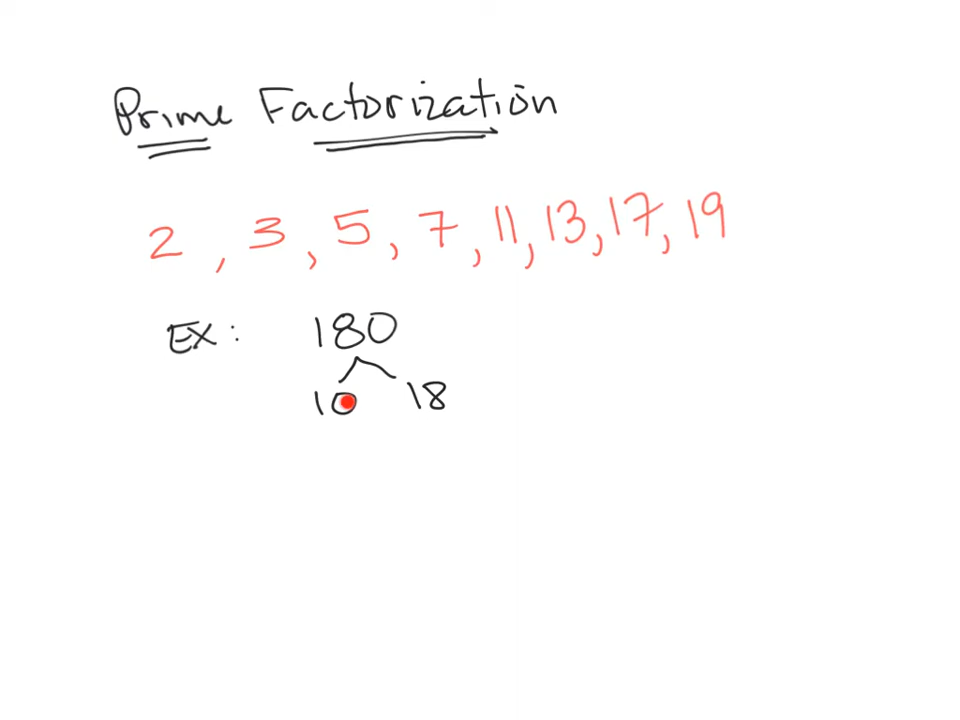 Prime Factorization
2, 3, 5, 7, 11, 13, 17, 19
EX: 180
10 18